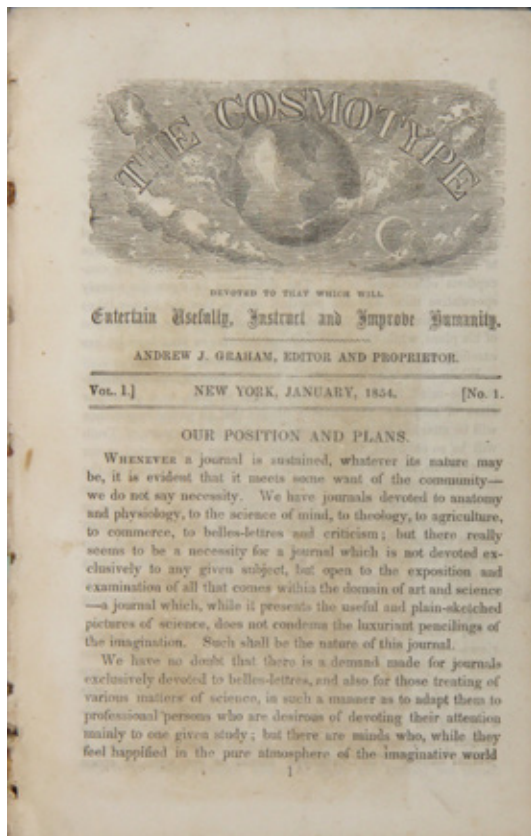 THE COSMOTYPE
DEVOTED TO THAT WHICH WILL
Entertain Usefully, Instruct and Improve Humanity.
ANDREW J. GRAHAM, EDITOR AND PROPRIETOR.
VOL. I.] NEW YORK, JANUARY, 1854. [No. 1.
OUR POSITION AND PLANS.
WHENEVER a journal is sustained, whatever its nature may
be, it is evident that it meets some want of the community—
we do not say necessity. We have journals devoted to anatomy
and physiology, to the science of mind, to theology, to agriculture,
to commerce, to belles-lettres and criticism; but there really
seems to be a necessity for a journal which is not devoted ex-
clusively to any given subject, but open to the exposition and
examination of all that comes within the domain of art and science
—a journal which, while it presents the useful and plain-sketched
pictures of science, does not condemn the luxuriant pencilings of
the imagination. Such shall be the nature of this journal.
We have no doubt that there is a demand made for journals
exclusively devoted to belles-lettres, and also for those treating of
various matters of science, in such a manner as to adapt them to
professional persons who are desirous of devoting their attention
mainly to one given study; but there are minds who, while they
feel happified in the pure atmosphere of the imaginative world
1